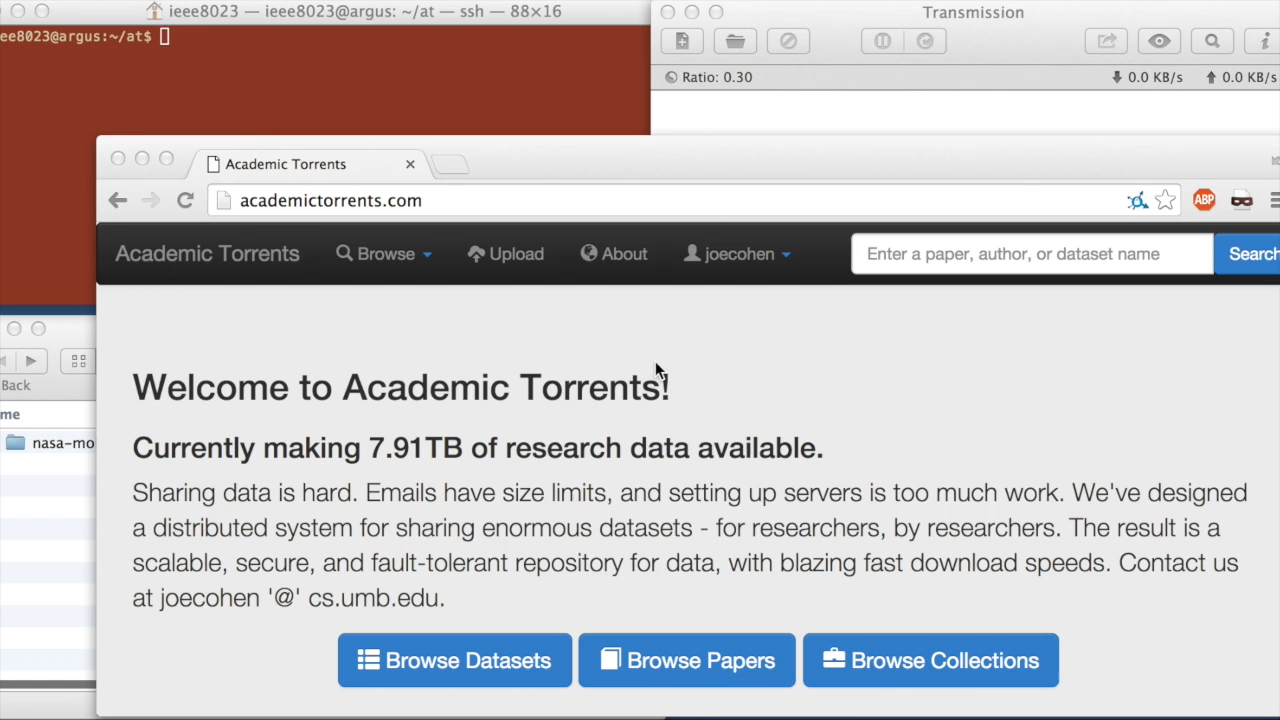 ieee8023 — ieee8023@argus: ~/at — ssh — 88×16
ee8023@argus:~/at$
Transmission
Ratio: 0.30
0.0 KB/s
0.0 KB/s
Academic Torrents
academictorrents.com
ABP
Academic Torrents
Browse
Upload
About
joecohen
Enter a paper, author, or dataset name
Search
Back
me
nasa-mo
Welcome to Academic Torrents!
Currently making 7.91TB of research data available.
Sharing data is hard. Emails have size limits, and setting up servers is too much work. We've designed
a distributed system for sharing enormous datasets - for researchers, by researchers. The result is a
scalable, secure, and fault-tolerant repository for data, with blazing fast download speeds. Contact us
at joecohen '@' cs.umb.edu.
Browse Datasets
Browse Papers
Browse Collections